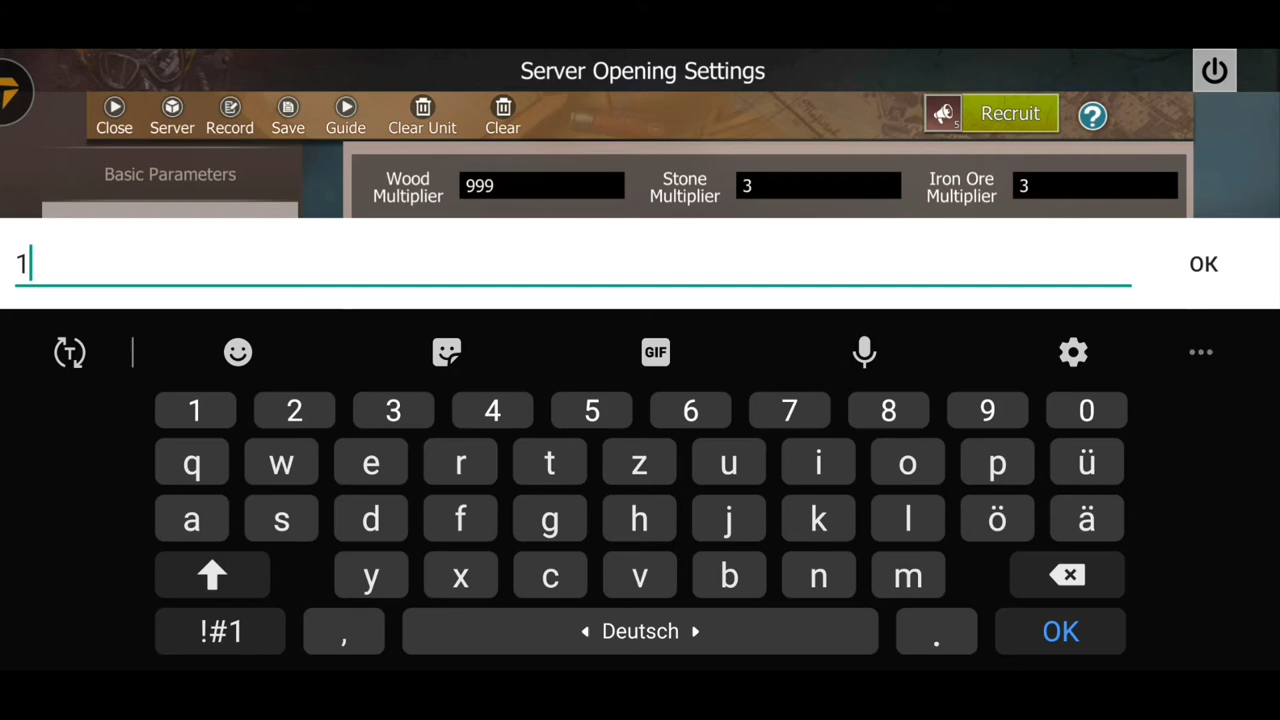 Server Opening Settings
Close Server Record Save Guide Clear Unit Clear
5 Recruit ?
Basic Parameters
Wood Multiplier 999 Stone Multiplier 3 Iron Ore Multiplier 3
1 OK
T GIF
1 2 3 4 5 6 7 8 9 0
q w e r t z u i o p ü
a s d f g h j k l ö ä
y x c v b n m
!#1 , Deutsch . OK